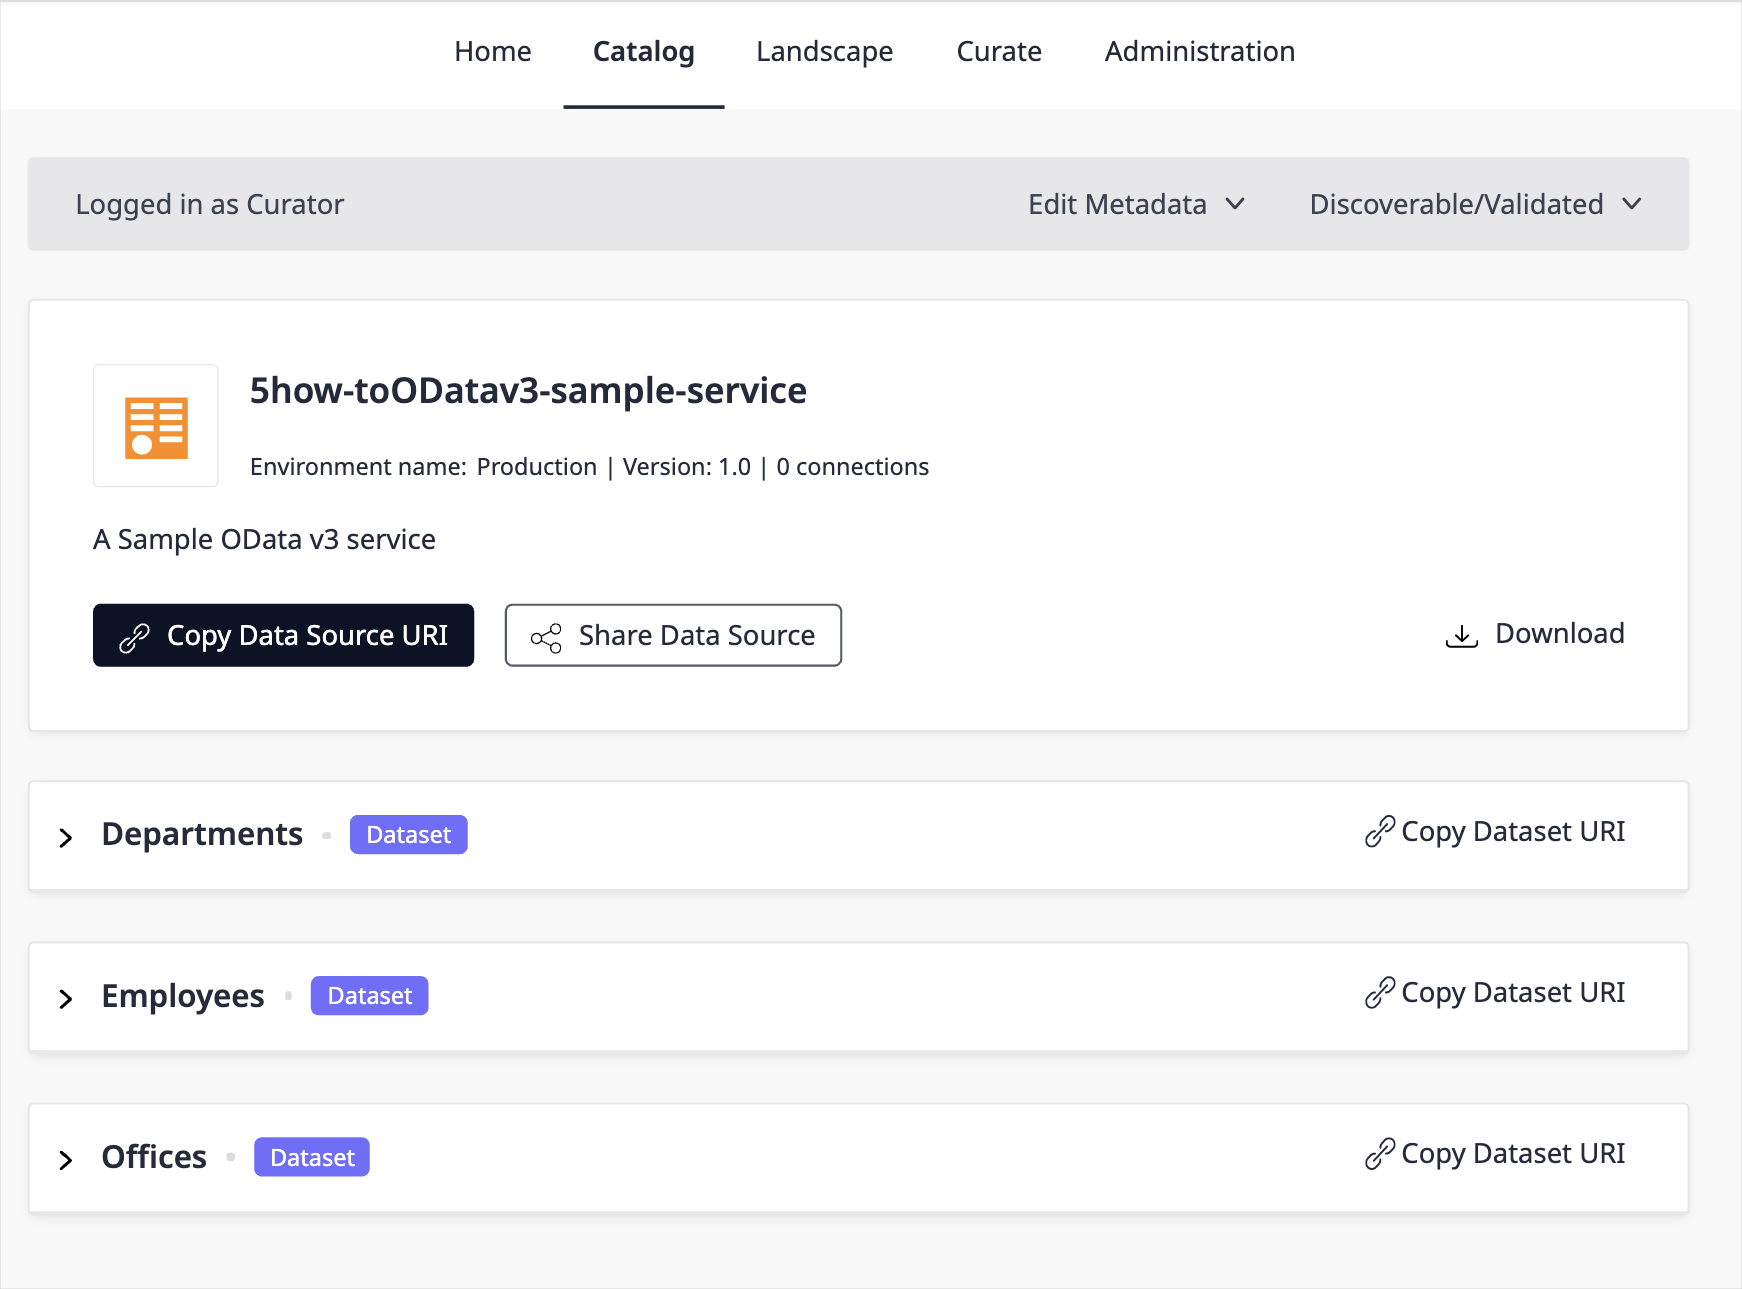 Home Catalog Landscape Curate Administration
Logged in as Curator Edit Metadata Discoverable/Validated
5how-toODatav3-sample-service
Environment name: Production | Version: 1.0 | 0 connections
A Sample OData v3 service
Copy Data Source URI Share Data Source Download
Departments Dataset Copy Dataset URI
Employees Dataset Copy Dataset URI
Offices Dataset Copy Dataset URI